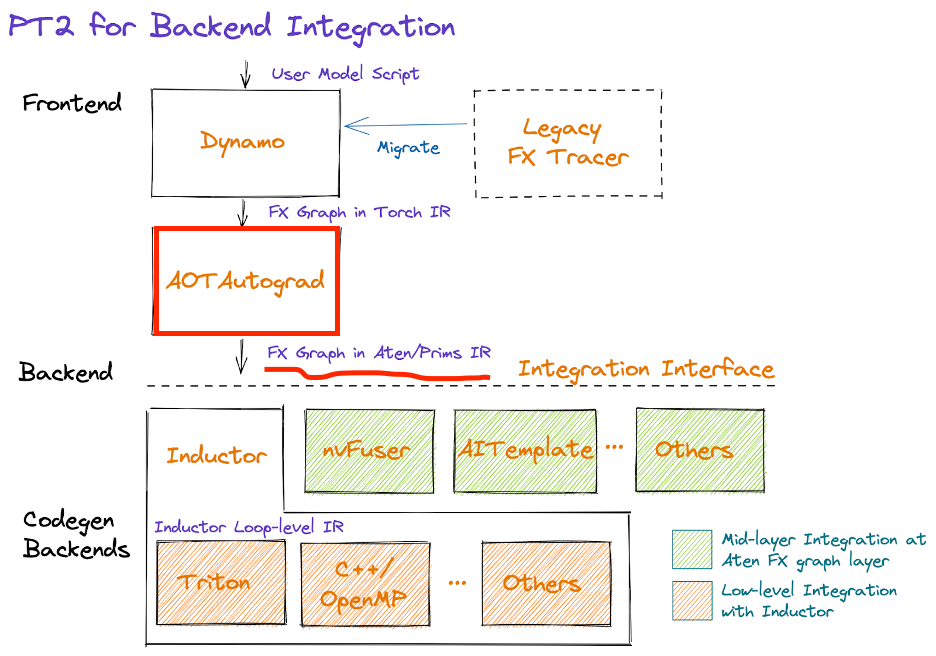 PT2 for Backend Integration
User Model Script
Frontend
Dynamo
Migrate
Legacy
FX Tracer
FX Graph in Torch IR
AOTAutograd
FX Graph in Aten/Prims IR
Backend
Integration Interface
Inductor
nvFuser
AITemplate
...
Others
Codegen
Backends
Inductor Loop-level IR
Triton
C++/
OpenMP
...
Others
Mid-layer Integration at
Aten FX graph layer
Low-level Integration
with Inductor